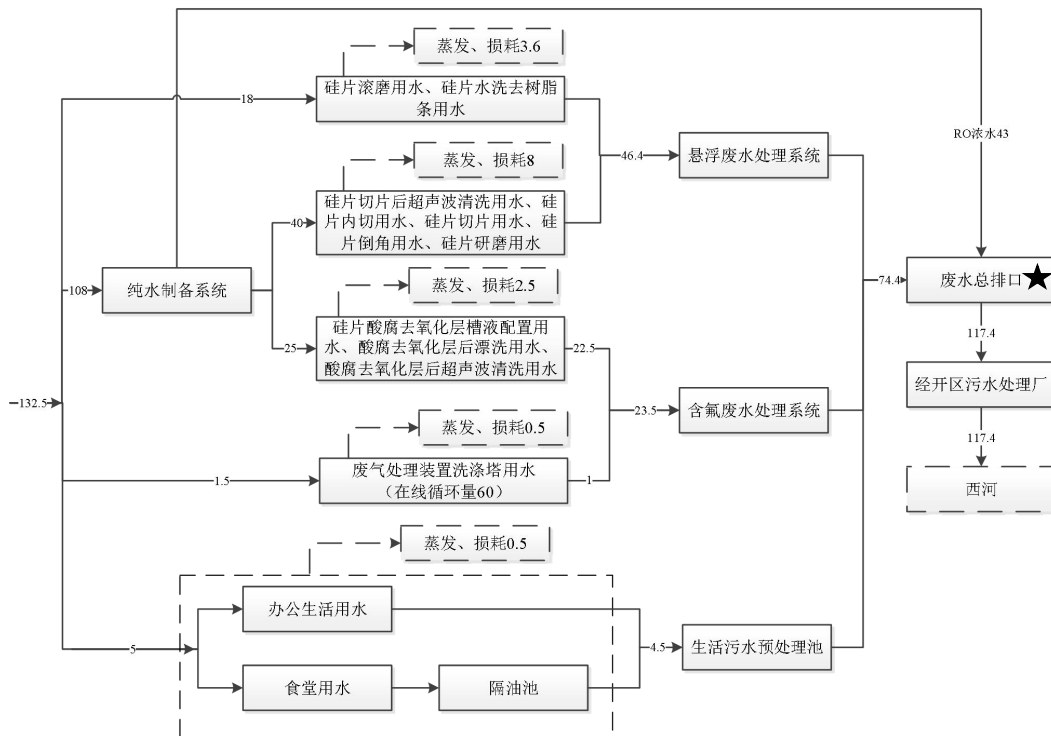 蒸发、损耗3.6
18
硅片滚磨用水、硅片水洗去树脂
条用水
RO浓水43
蒸发、损耗8
46.4
悬浮废水处理系统
硅片切片后超声波清洗用水、硅
片内切用水、硅片切片用水、硅
片倒角用水、硅片研磨用水
40
108
纯水制备系统
蒸发、损耗2.5
74.4
废水总排口
硅片酸腐去氧化层槽液配置用
水、酸腐去氧化层后漂洗用水、
酸腐去氧化层后超声波清洗用水
25
22.5
117.4
经开区污水处理厂
132.5
蒸发、损耗0.5
23.5
含氟废水处理系统
117.4
废气处理装置洗涤塔用水
（在线循环量60）
1.5
1
西河
蒸发、损耗0.5
办公生活用水
5
4.5
生活污水预处理池
食堂用水
隔油池